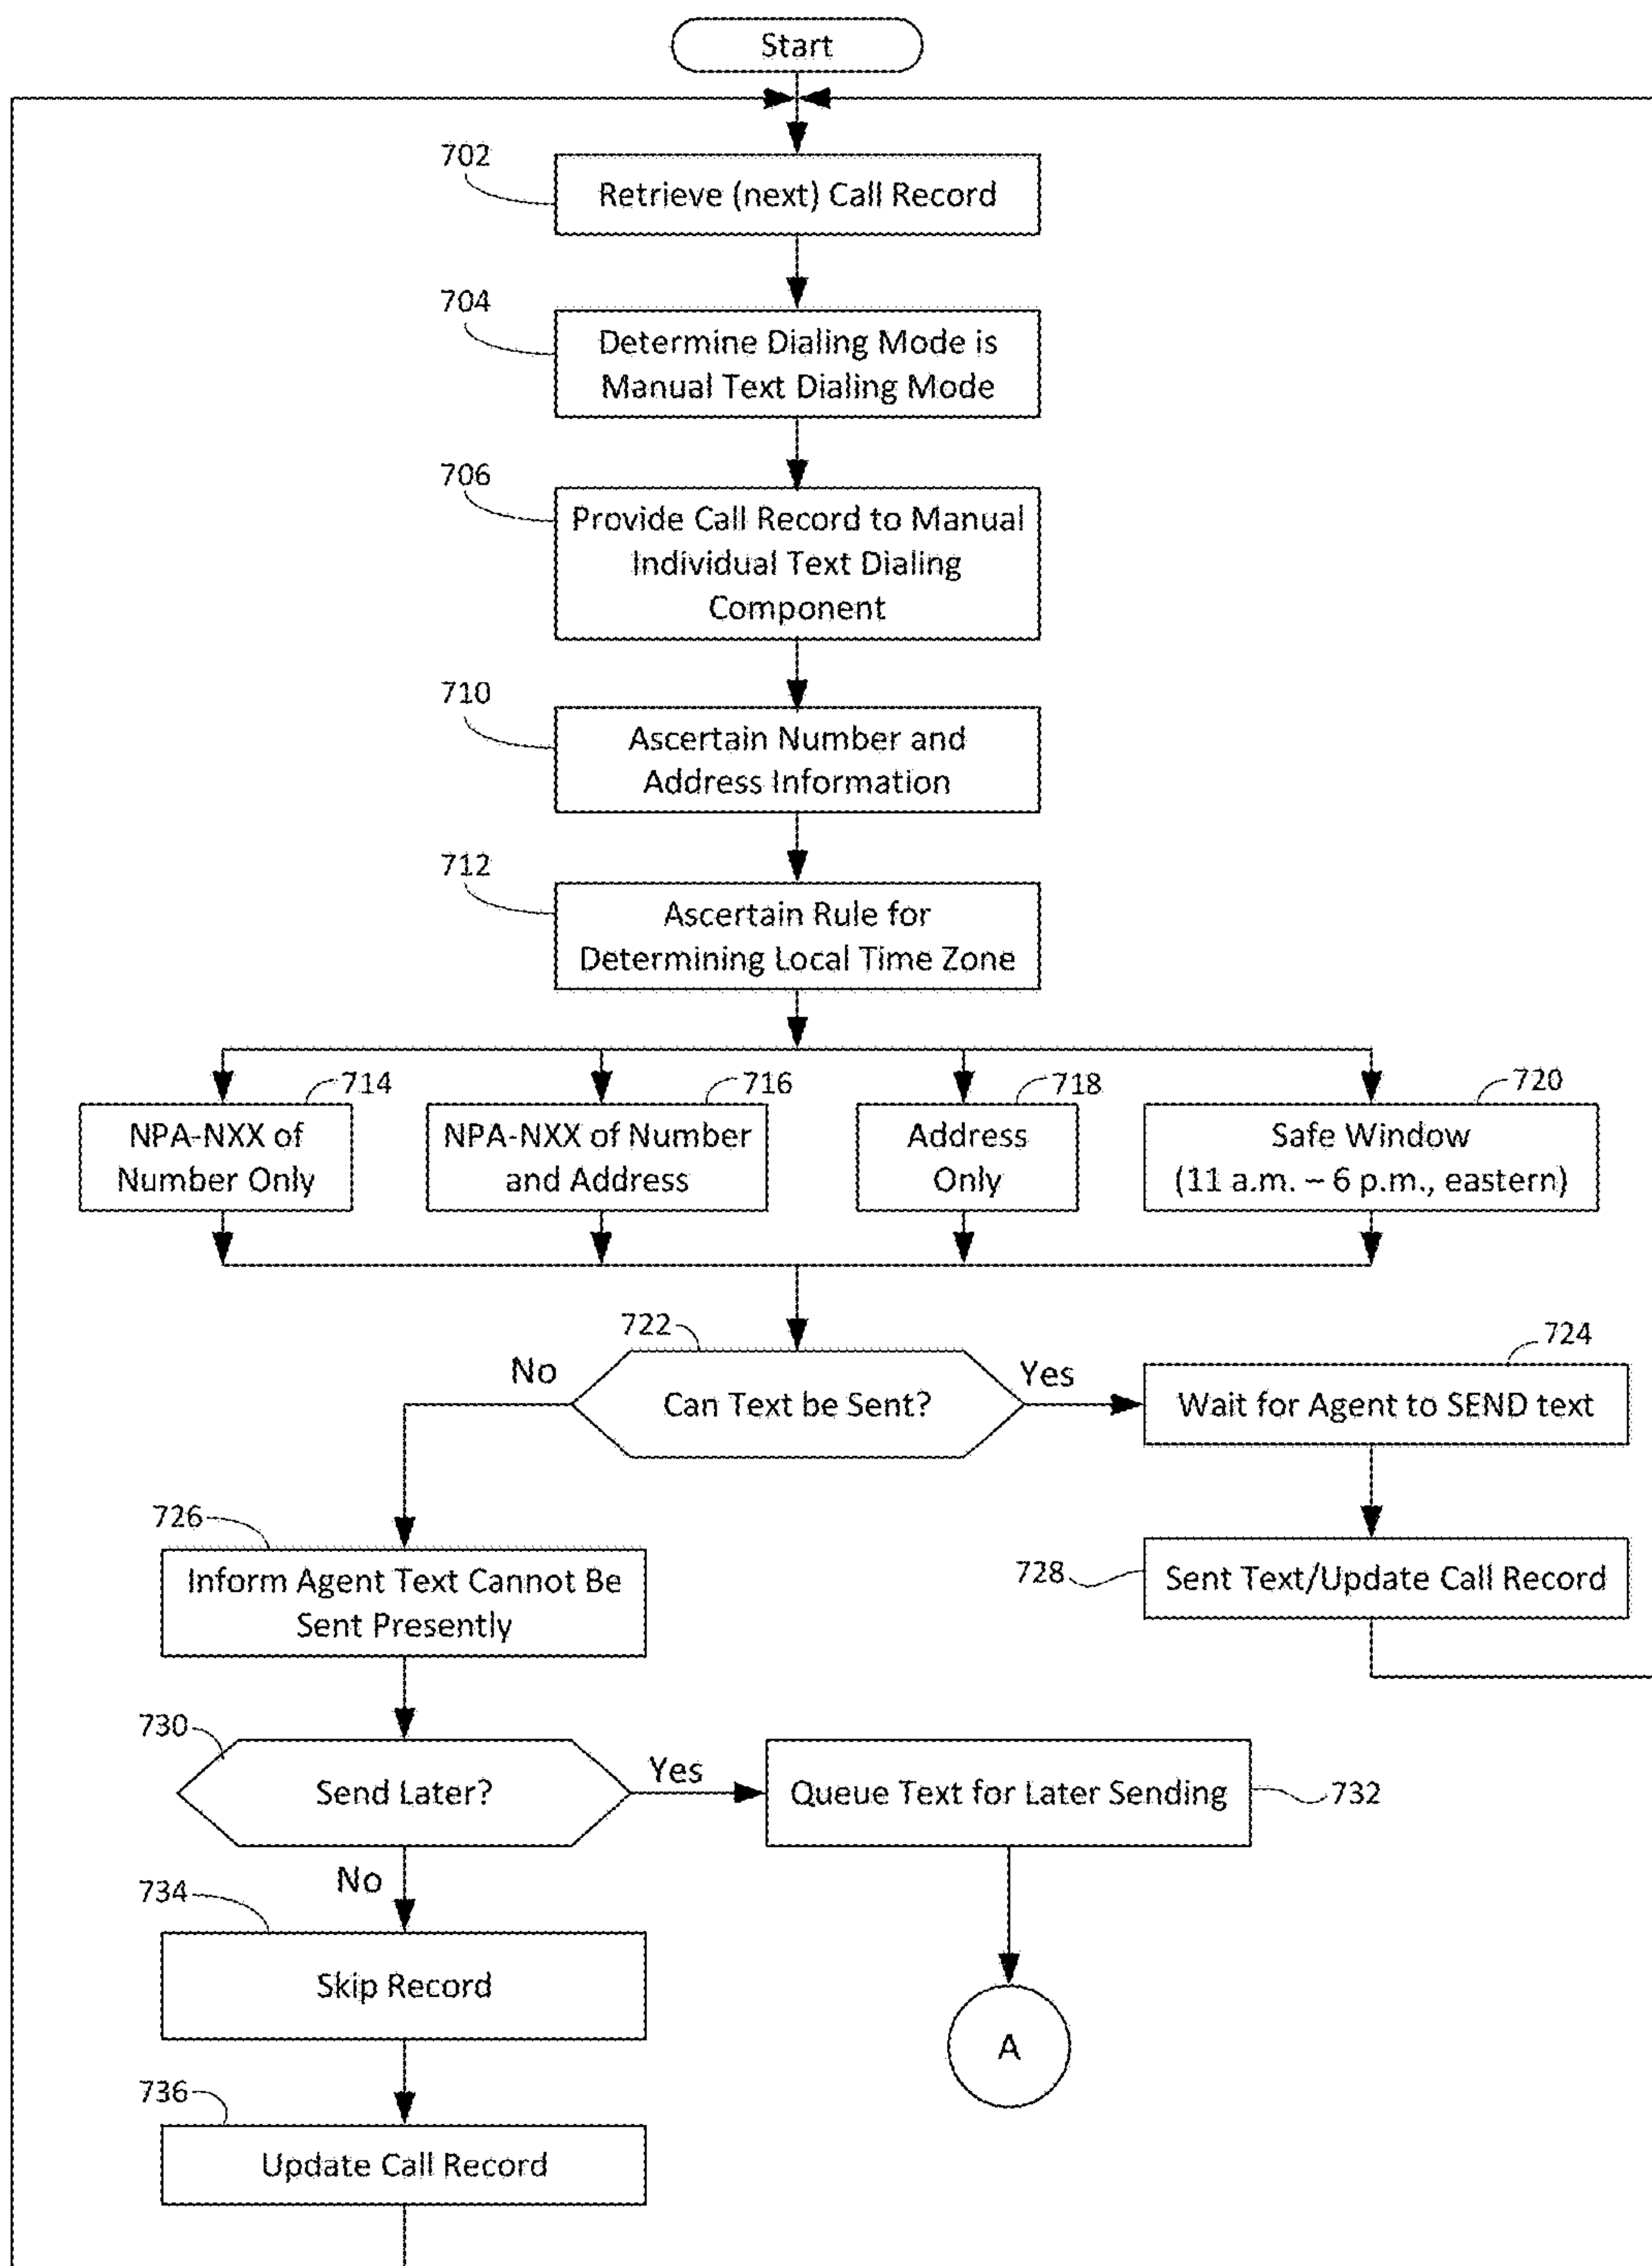 Start
702
Retrieve (next) Call Record
704
Determine Dialing Mode is
Manual Text Dialing Mode
706
Provide Call Record to Manual
Individual Text Dialing
Component
710
Ascertain Number and
Address Information
712
Ascertain Rule for
Determining Local Time Zone
714
NPA-NXX of
Number Only
716
NPA-NXX of Number
and Address
718
Address
Only
720
Safe Window
(11 a.m. – 6 p.m., eastern)
722
No
Can Text be Sent?
Yes
724
Wait for Agent to SEND text
726
Inform Agent Text Cannot Be
Sent Presently
728
Sent Text/Update Call Record
730
Send Later?
Yes
Queue Text for Later Sending
732
No
734
Skip Record
A
736
Update Call Record